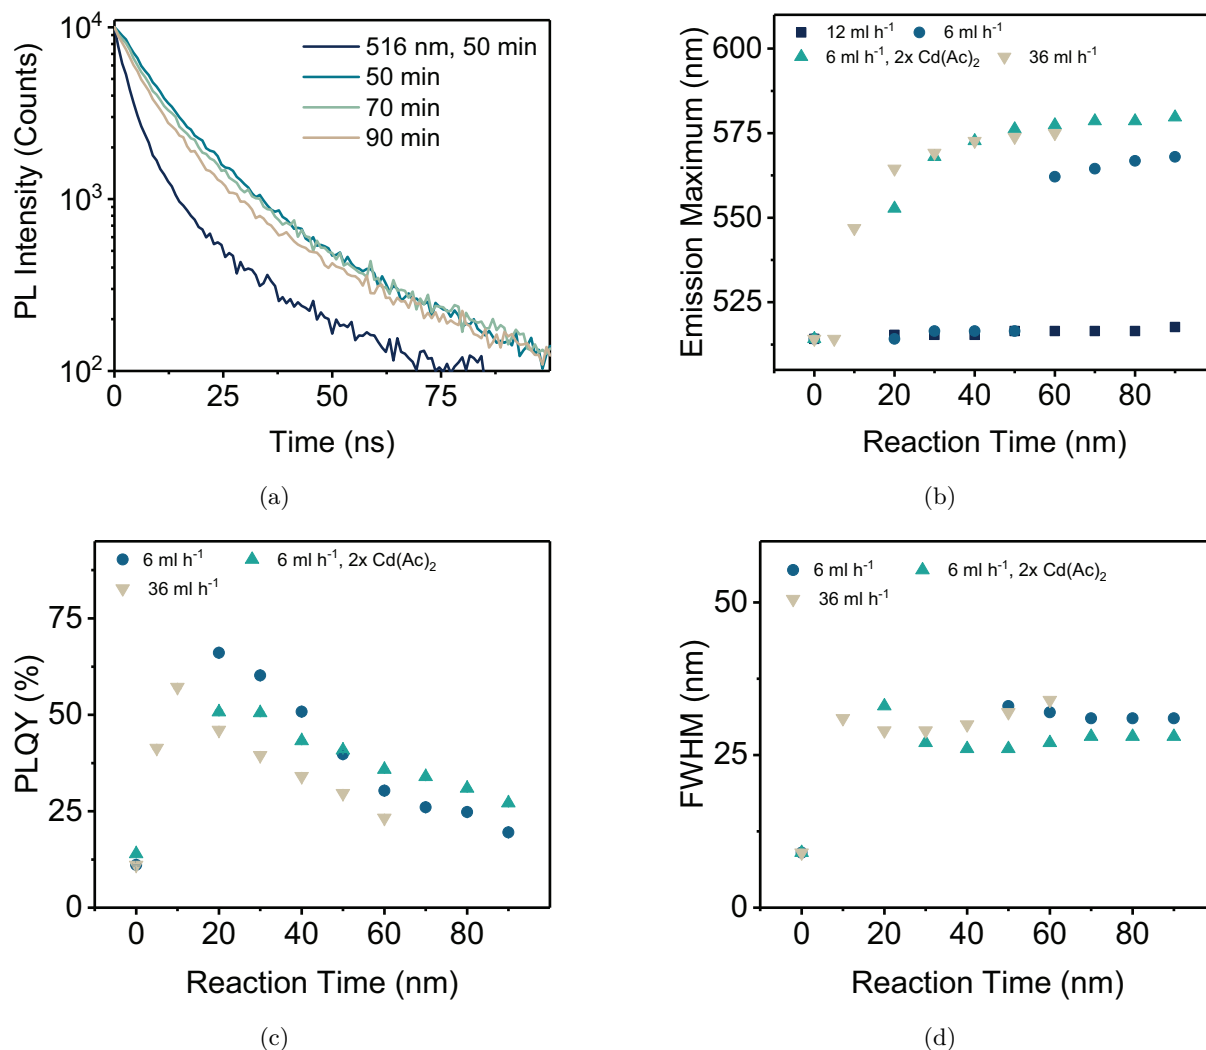 10⁴
10³
10²
PL Intensity (Counts)
516 nm, 50 min
50 min
70 min
90 min
0 25 50 75
Time (ns)
(a)
600
575
550
525
Emission Maximum (nm)
12 ml h⁻¹ 6 ml h⁻¹
6 ml h⁻¹, 2x Cd(Ac)₂ 36 ml h⁻¹
0 20 40 60 80
Reaction Time (nm)
(b)
75
50
25
0
PLQY (%)
6 ml h⁻¹ 6 ml h⁻¹, 2x Cd(Ac)₂
36 ml h⁻¹
0 20 40 60 80
Reaction Time (nm)
(c)
50
25
0
FWHM (nm)
6 ml h⁻¹ 6 ml h⁻¹, 2x Cd(Ac)₂
36 ml h⁻¹
0 20 40 60 80
Reaction Time (nm)
(d)